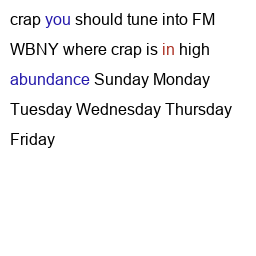 crap you should tune into FM
WBNY where crap is in high
abundance Sunday Monday
Tuesday Wednesday Thursday
Friday